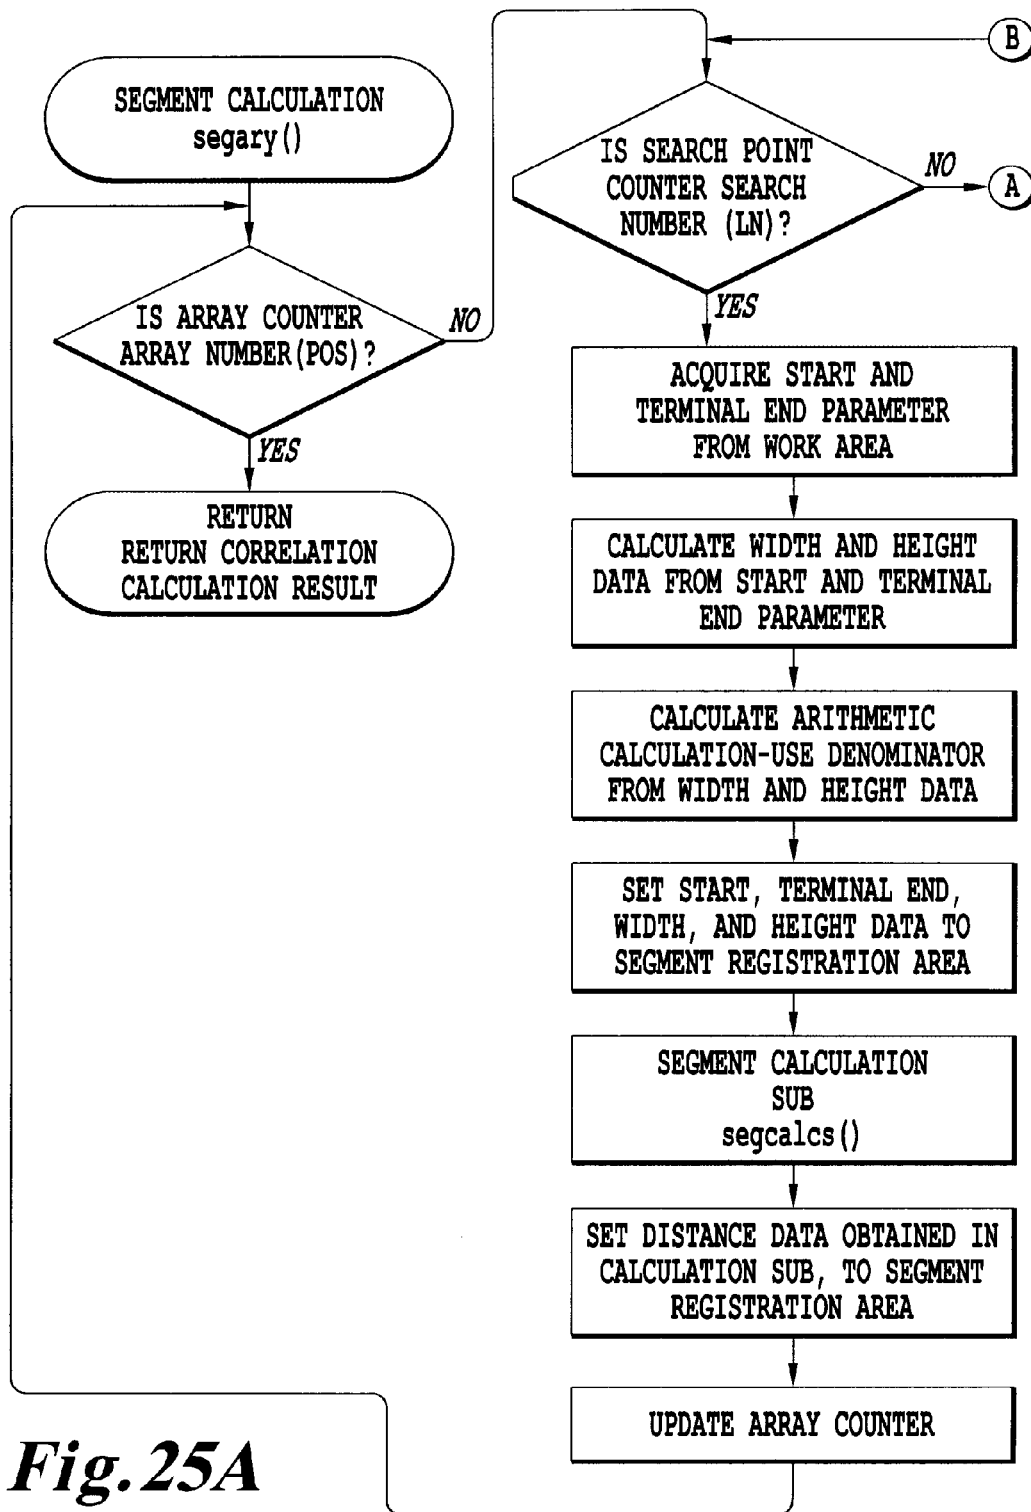 SEGMENT CALCULATION
segary()
IS ARRAY COUNTER
ARRAY NUMBER(POS)?
NO
YES
RETURN
RETURN CORRELATION
CALCULATION RESULT
B
IS SEARCH POINT
COUNTER SEARCH
NUMBER (LN)?
NO
A
YES
ACQUIRE START AND
TERMINAL END PARAMETER
FROM WORK AREA
CALCULATE WIDTH AND HEIGHT
DATA FROM START AND TERMINAL
END PARAMETER
CALCULATE ARITHMETIC
CALCULATION-USE DENOMINATOR
FROM WIDTH AND HEIGHT DATA
SET START, TERMINAL END,
WIDTH, AND HEIGHT DATA TO
SEGMENT REGISTRATION AREA
SEGMENT CALCULATION
SUB
segcalcs()
SET DISTANCE DATA OBTAINED IN
CALCULATION SUB, TO SEGMENT
REGISTRATION AREA
UPDATE ARRAY COUNTER
Fig.25A